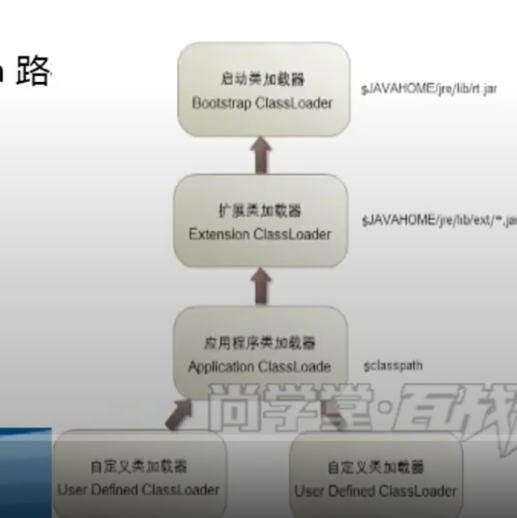 路
启动类加载器
Bootstrap ClassLoader
$JAVAHOME/jre/lib/rt.jar
扩展类加载器
Extension ClassLoader
$JAVAHOME/jre/lib/ext/*.jar
应用程序类加载器
Application ClassLoade
$classpath
尚学堂·百战
自定义类加载器
User Defined ClassLoader
自定义类加载器
User Defined ClassLoader